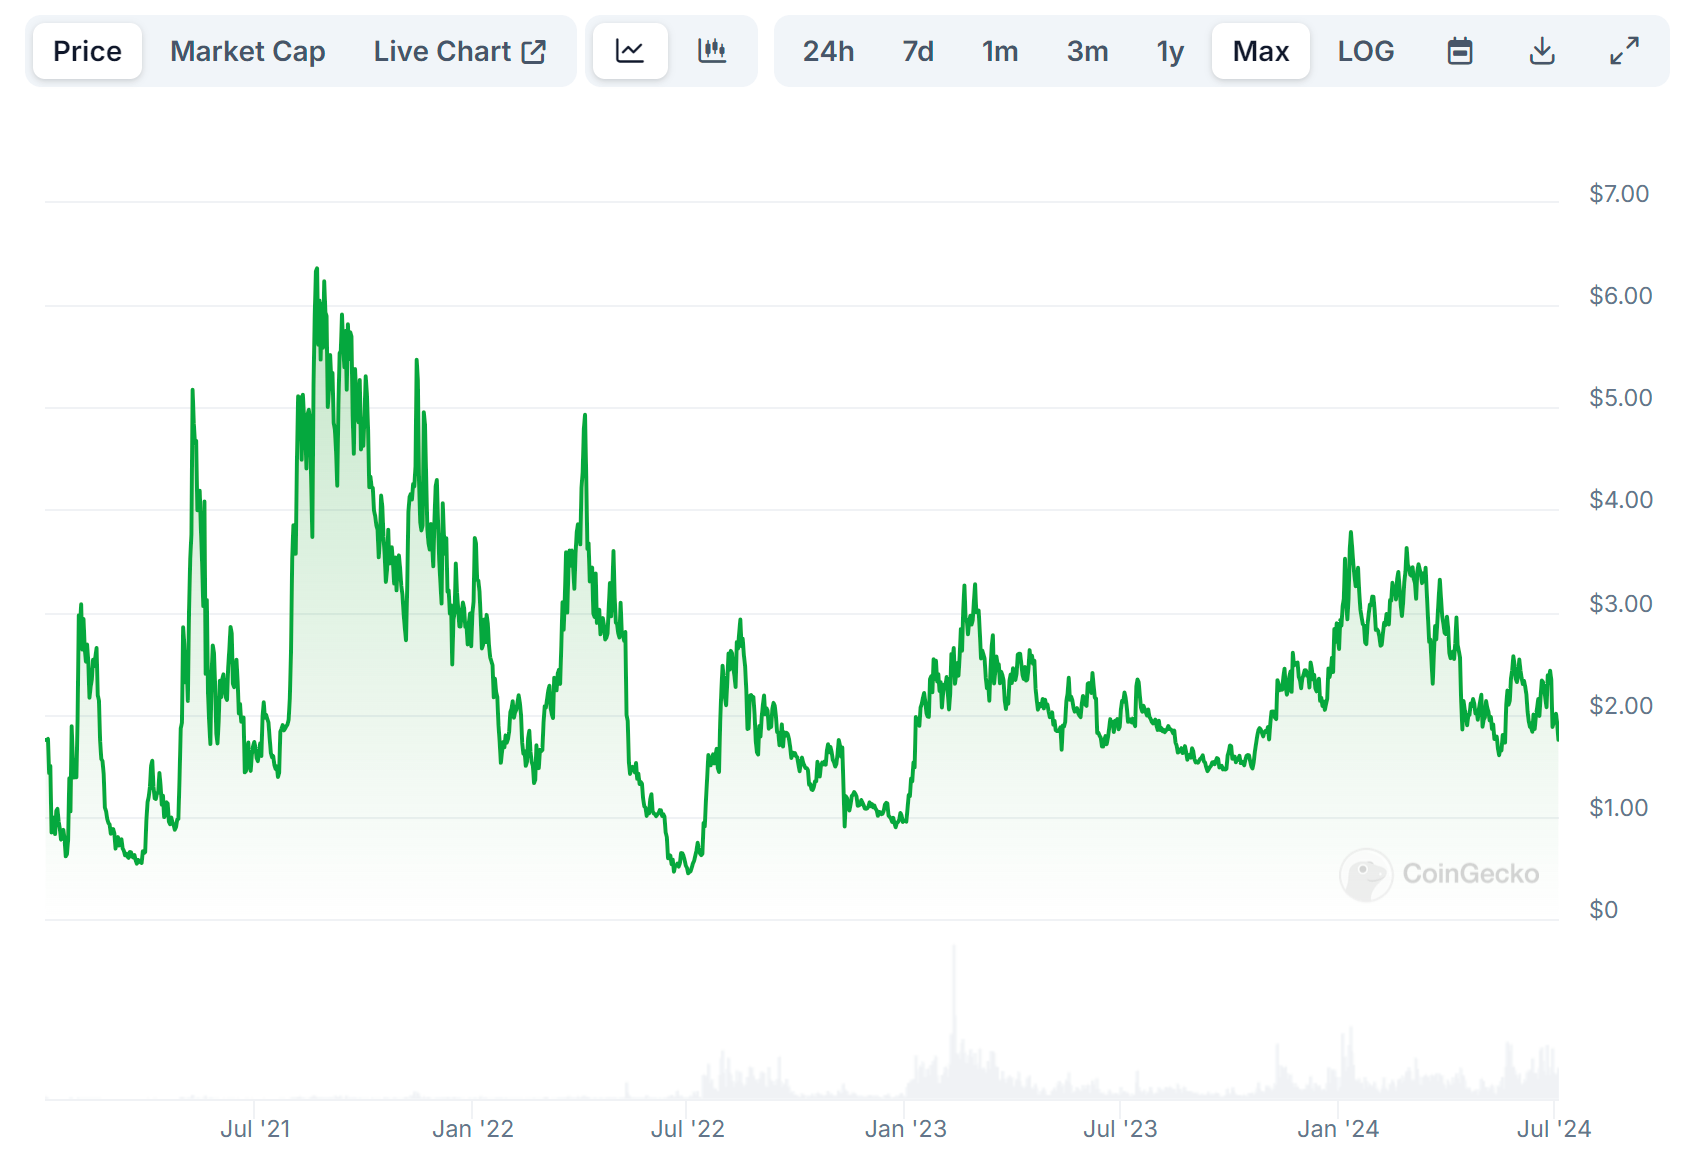 Price Market Cap Live Chart 24h 7d 1m 3m 1y Max LOG
$7.00
$6.00
$5.00
$4.00
$3.00
$2.00
$1.00
CoinGecko
$0
Jul '21 Jan '22 Jul '22 Jan '23 Jul '23 Jan '24 Jul '24